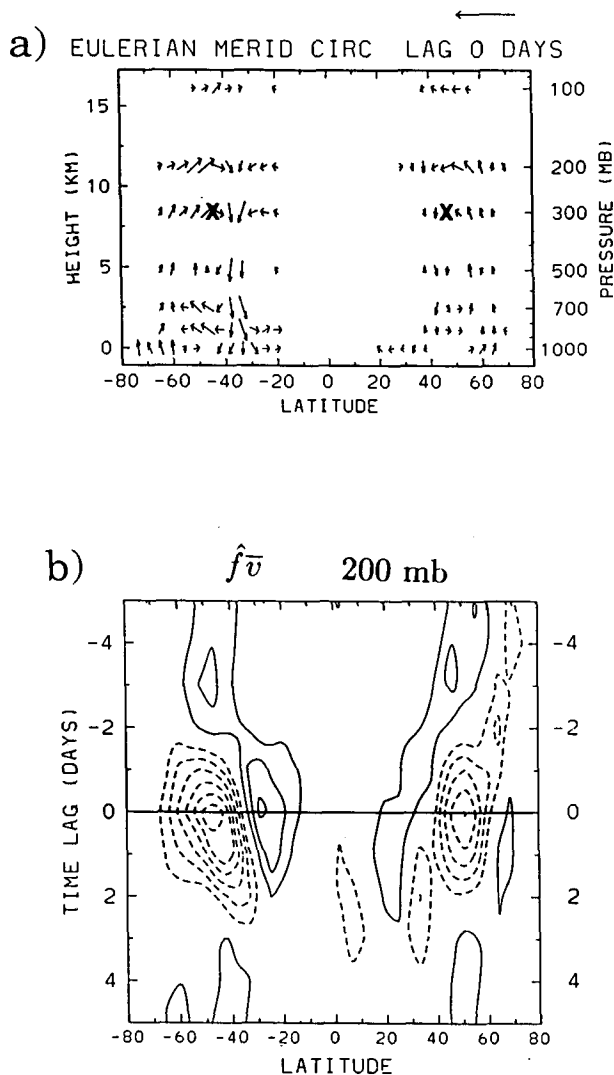 a) EULERIAN MERID CIRC LAG 0 DAYS
HEIGHT (KM)
15
10
5
0
100
200
300
500
700
1000
PRESSURE (MB)
X
X
-80 -60 -40 -20 0 20 40 60 80
LATITUDE
b) f̂v̅ 200 mb
TIME LAG (DAYS)
-4
-2
0
2
4
-4
-2
0
2
4
-80 -60 -40 -20 0 20 40 60 80
LATITUDE